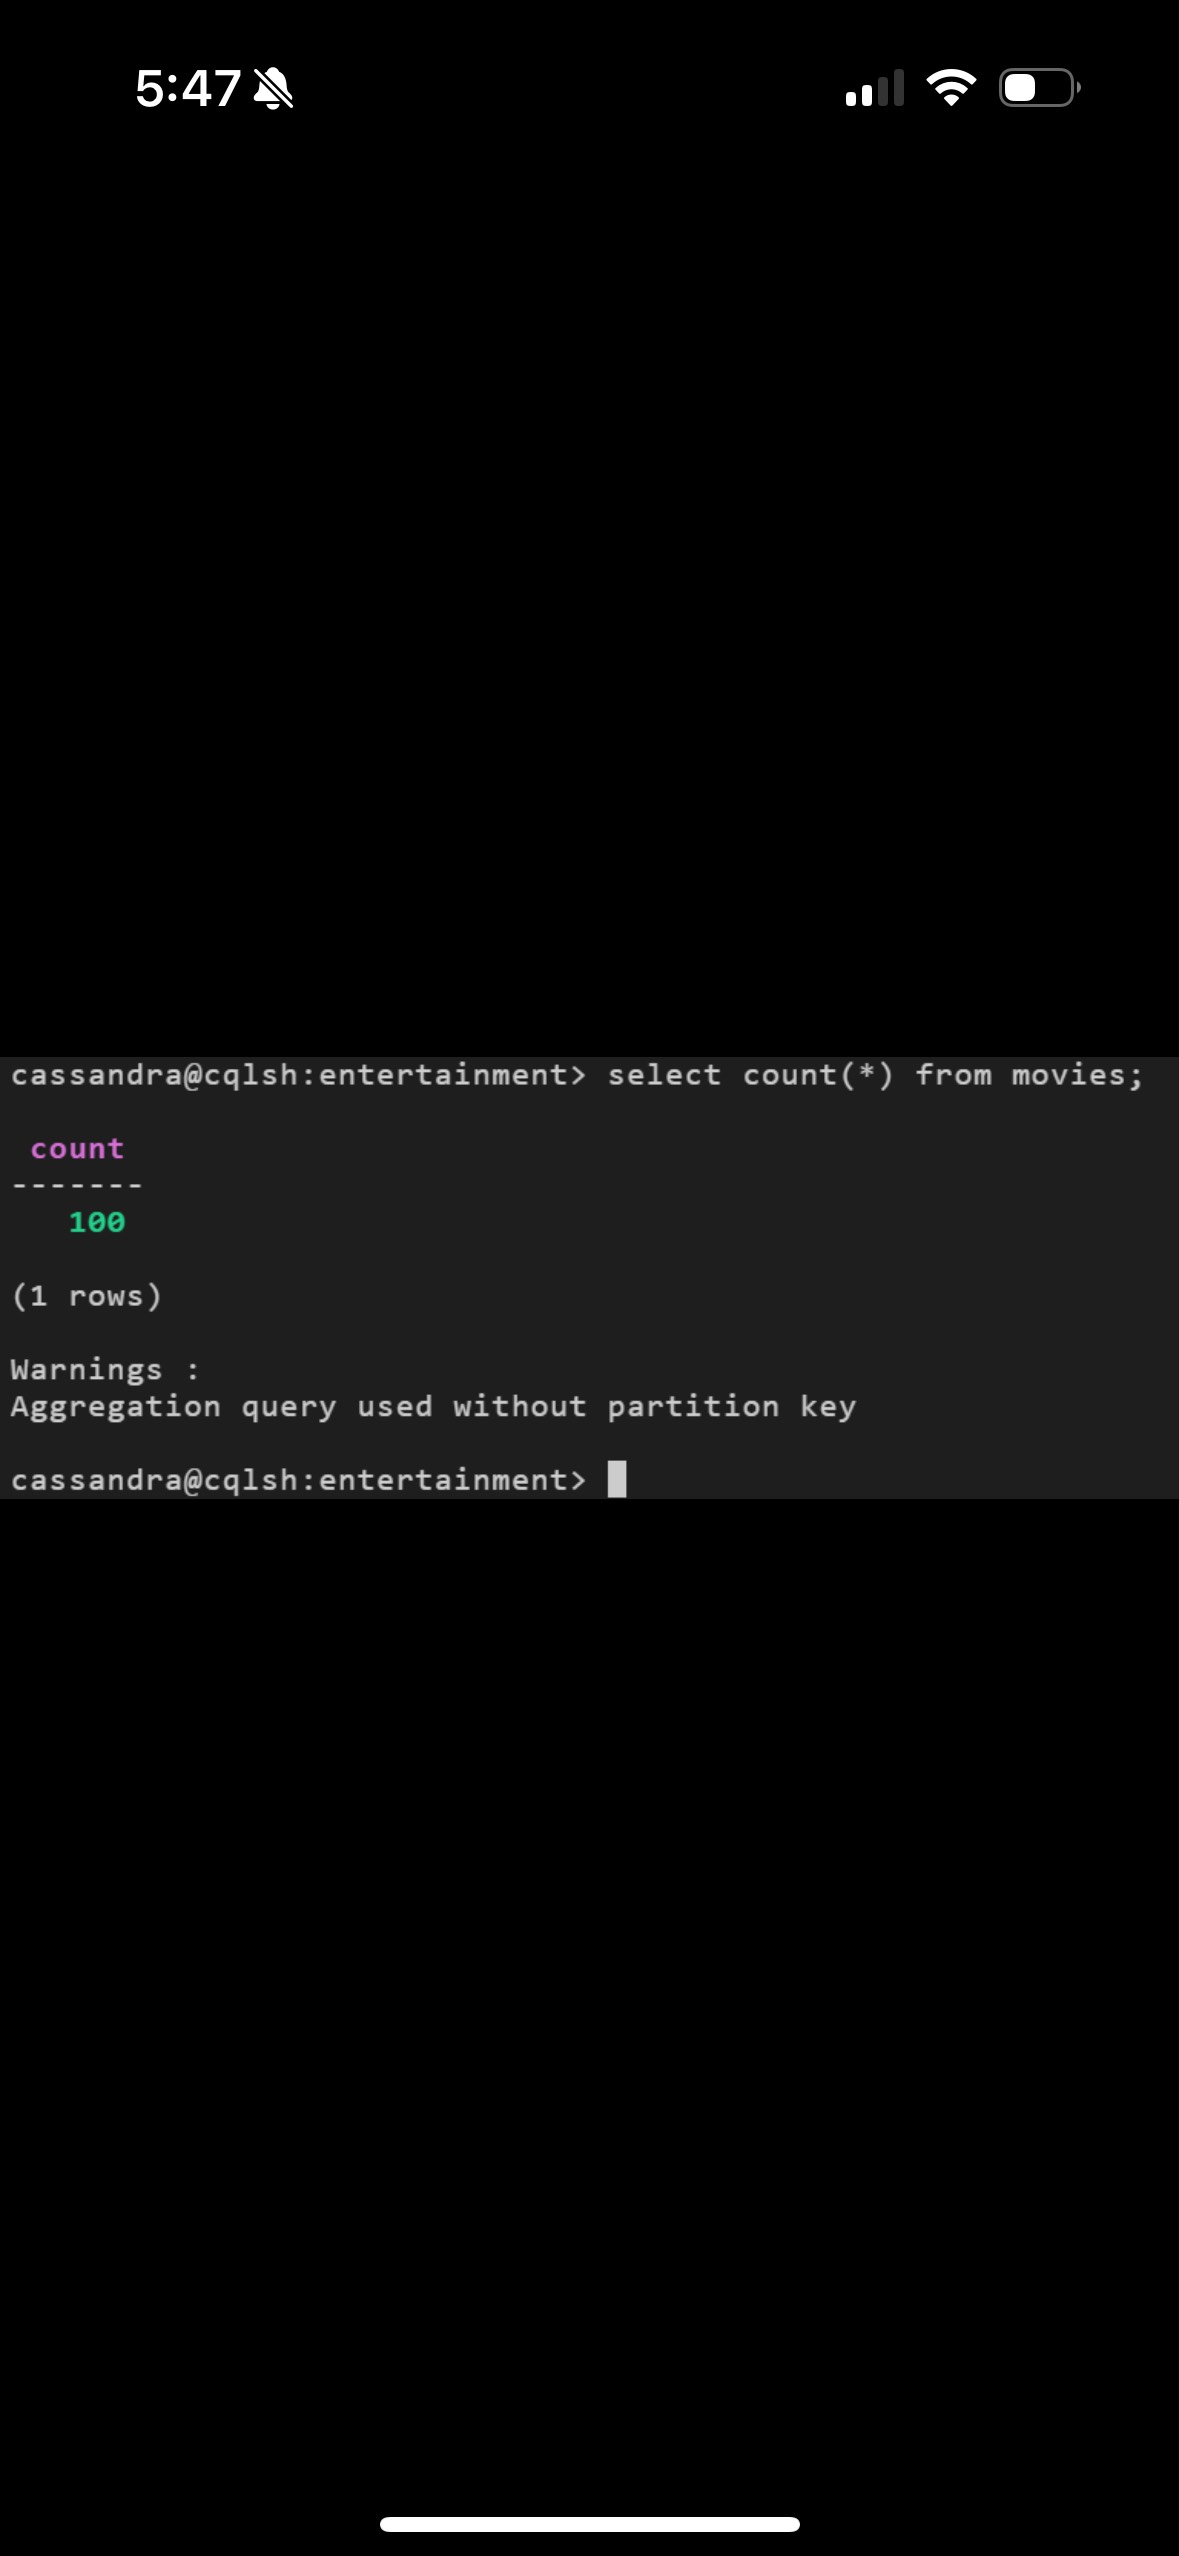 5:47
cassandra@cqlsh:entertainment> select count(*) from movies;
count
-------
100
(1 rows)
Warnings :
Aggregation query used without partition key
cassandra@cqlsh:entertainment>